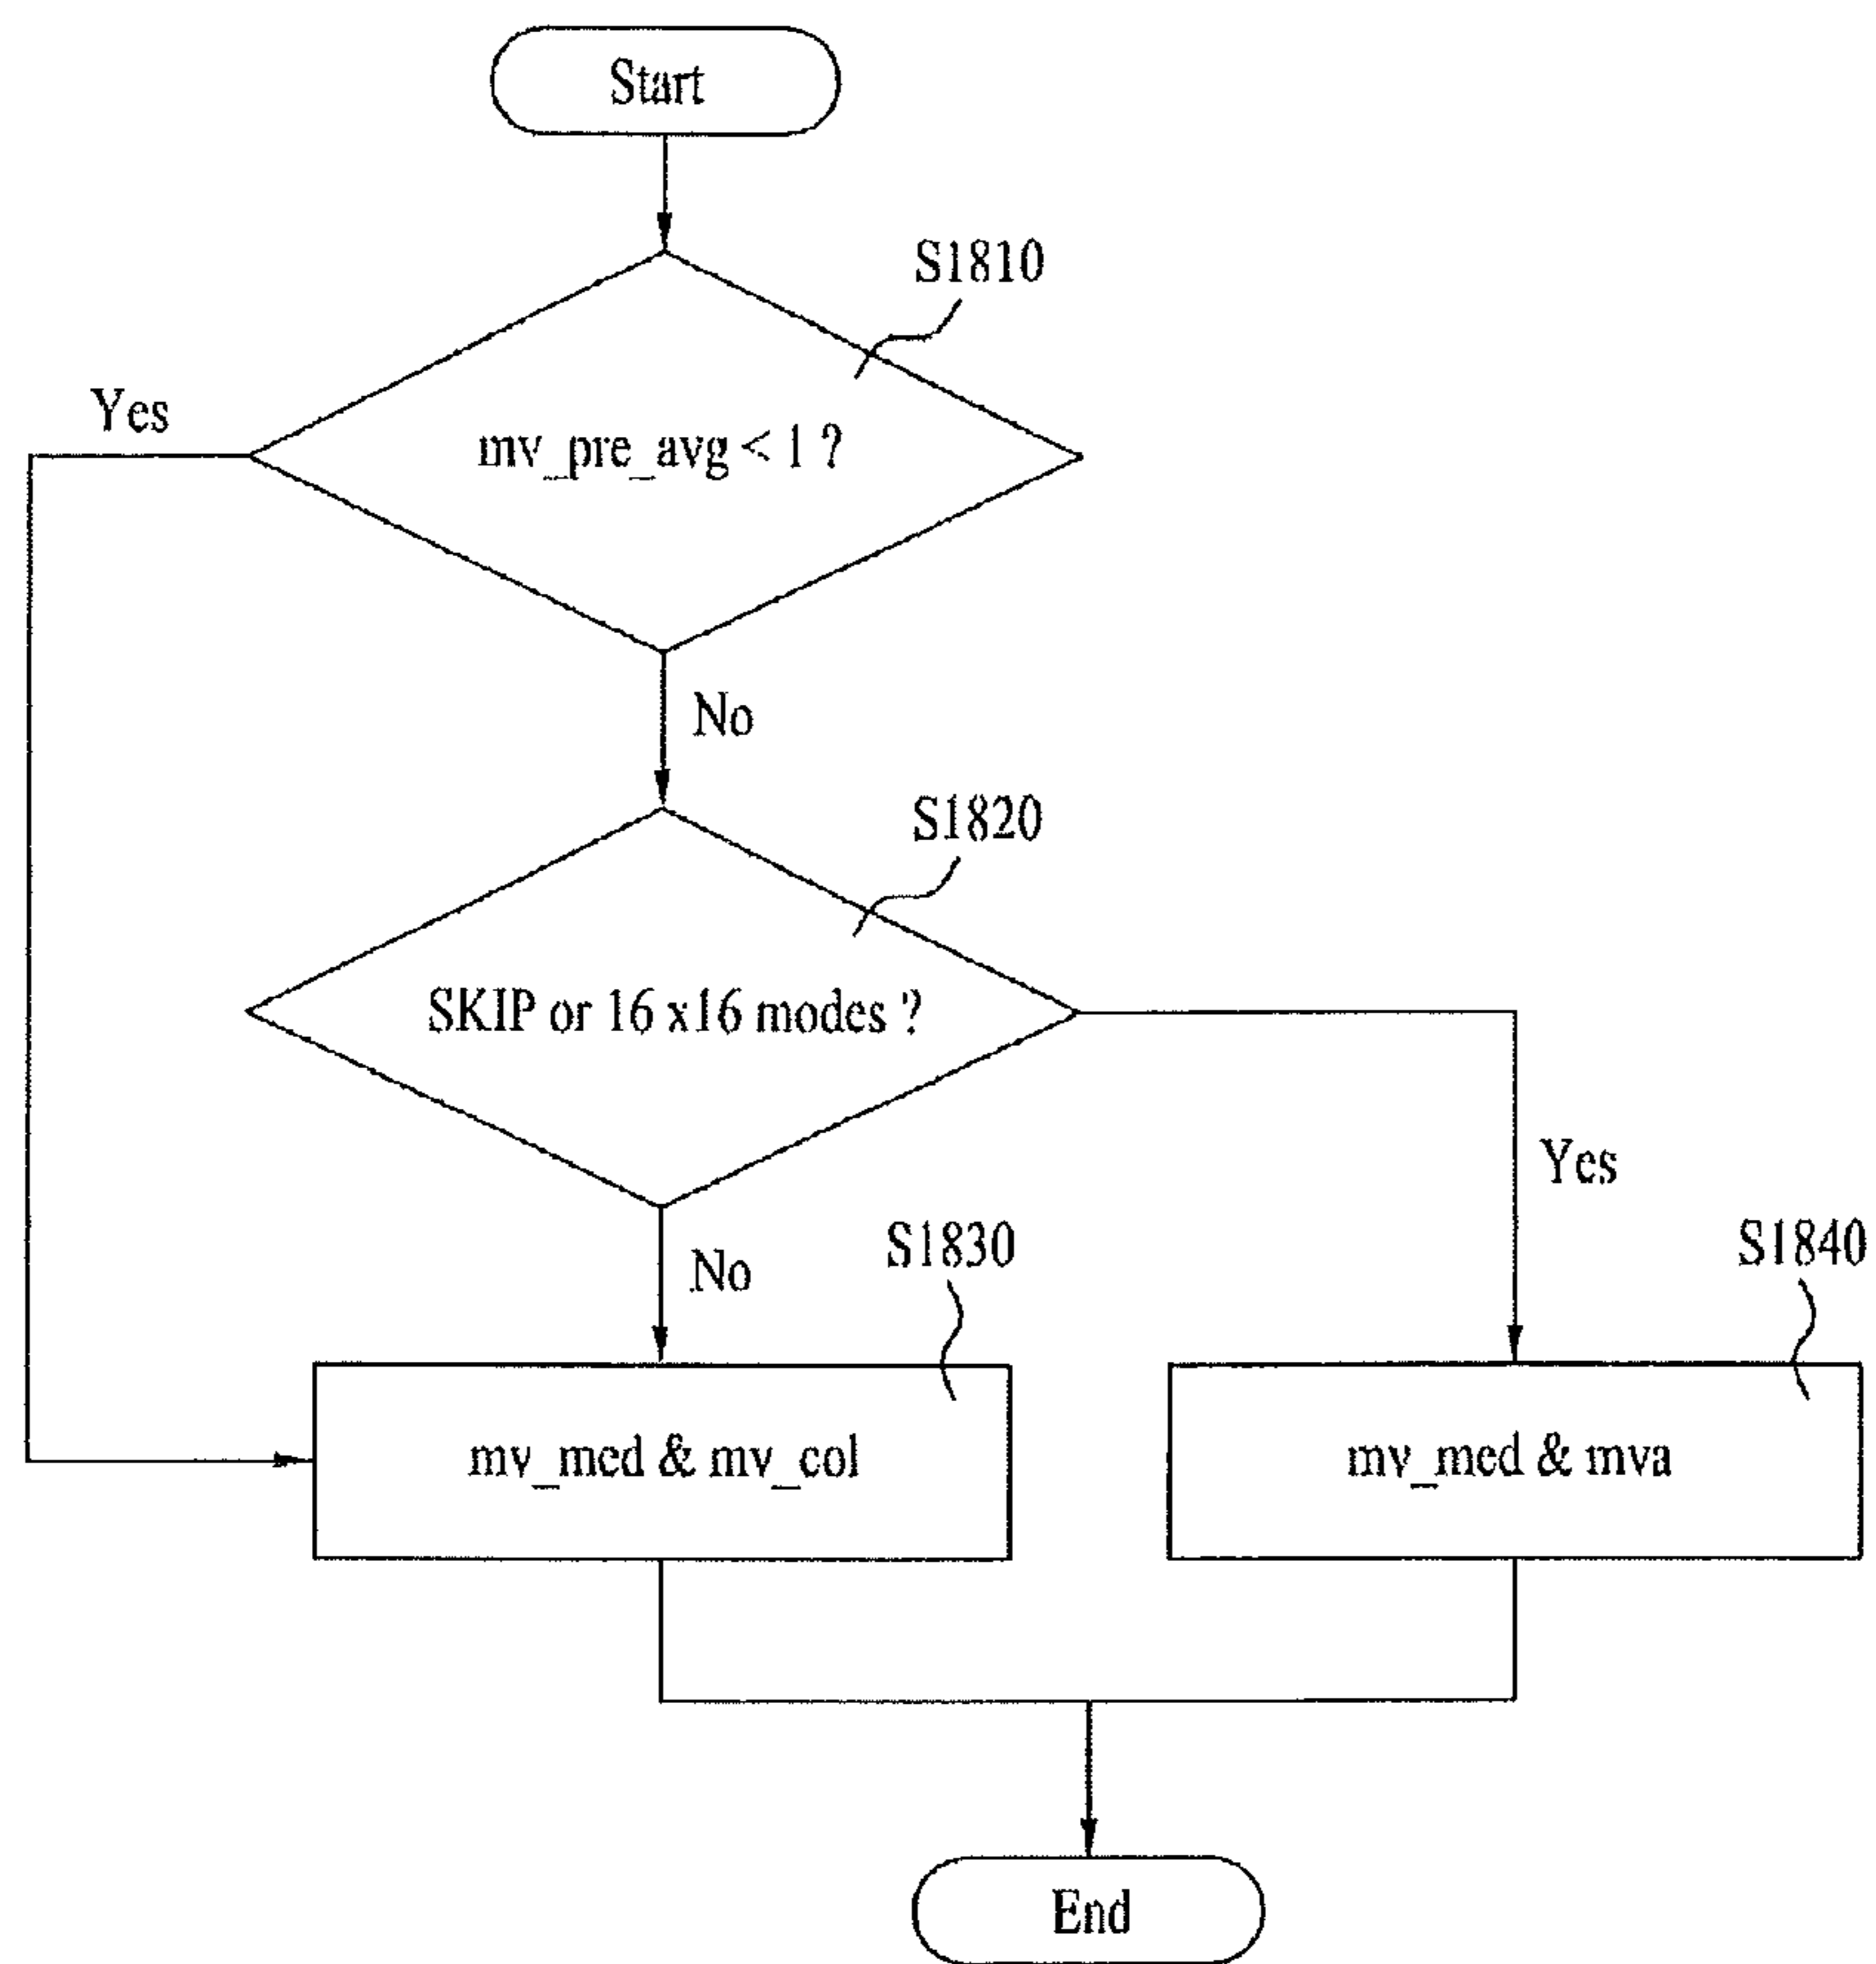 Start
S1810
Yes
mv_pre_avg < 1 ?
No
S1820
SKIP or 16 x16 modes ?
Yes
No
S1830
S1840
mv_med & mv_col
mv_med & mva
End